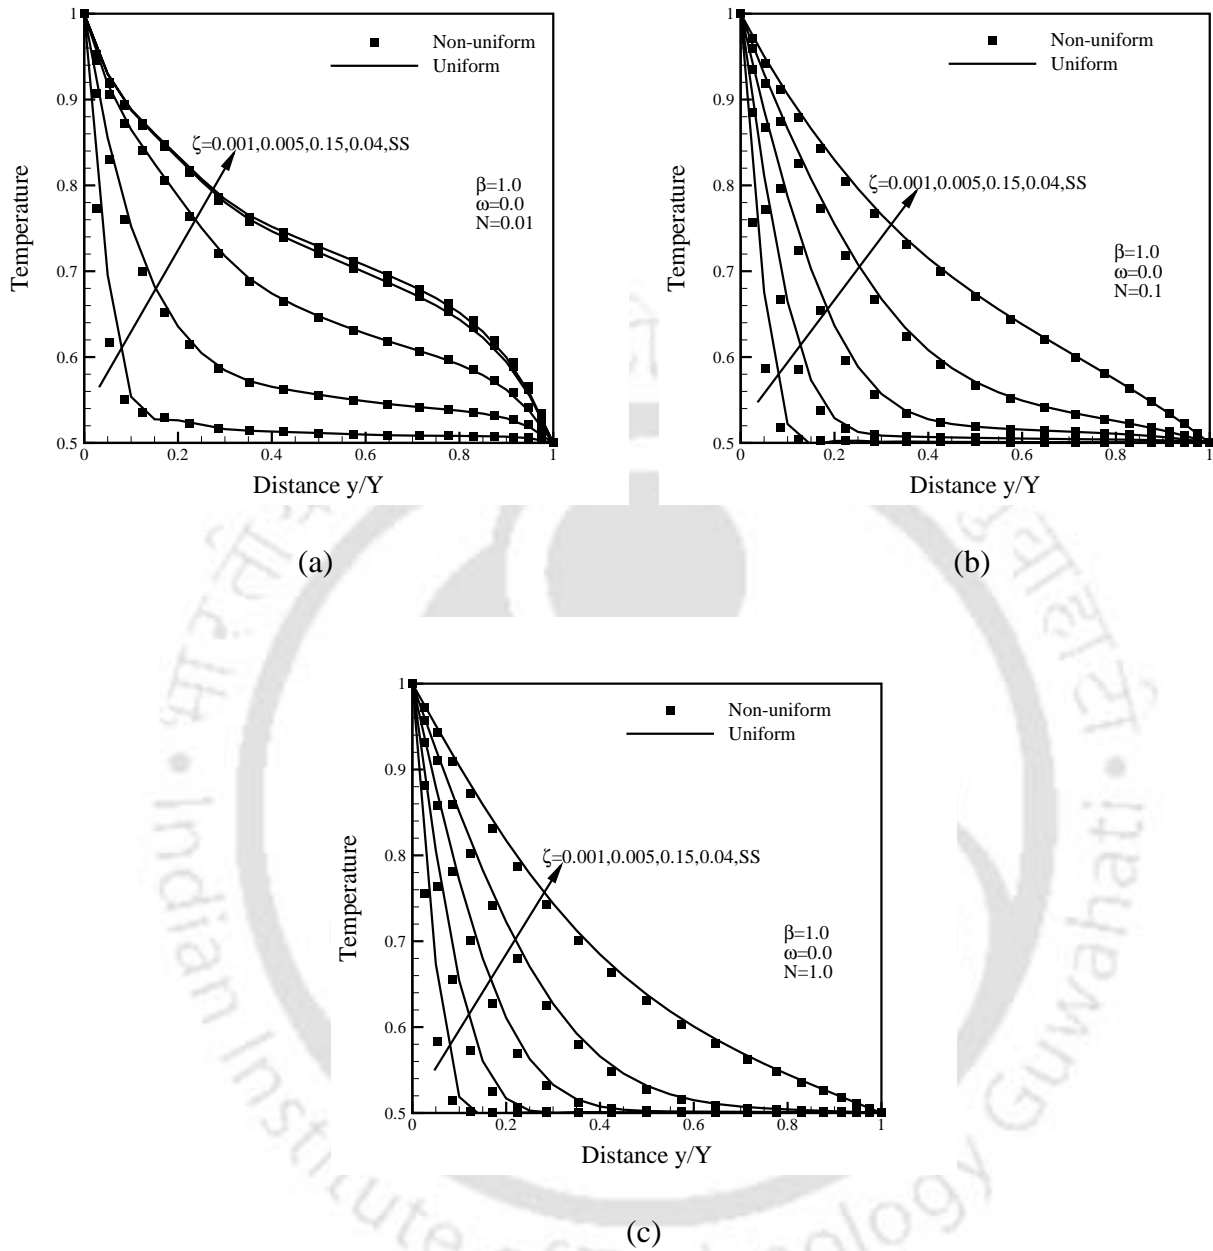 1
0.9
0.8
0.7
0.6
0.5
Temperature
Non-uniform
Uniform
ζ=0.001,0.005,0.15,0.04,SS
β=1.0
ω=0.0
N=0.01
0 0.2 0.4 0.6 0.8 1
Distance y/Y
(a)
1
0.9
0.8
0.7
0.6
0.5
Temperature
Non-uniform
Uniform
ζ=0.001,0.005,0.15,0.04,SS
β=1.0
ω=0.0
N=0.1
0 0.2 0.4 0.6 0.8 1
Distance y/Y
(b)
1
0.9
0.8
0.7
0.6
0.5
Temperature
Non-uniform
Uniform
ζ=0.001,0.005,0.15,0.04,SS
β=1.0
ω=0.0
N=1.0
0 0.2 0.4 0.6 0.8 1
Distance y/Y
(c)
Indian Institute of Technology Guwahati